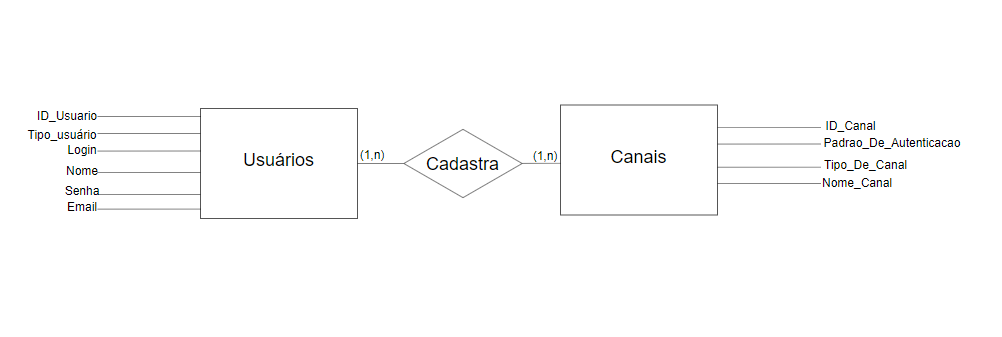 ID_Usuario
Tipo_usuário
Login
Nome
Senha
Email
Usuários
(1,n)
Cadastra
(1,n)
Canais
ID_Canal
Padrao_De_Autenticacao
Tipo_De_Canal
Nome_Canal